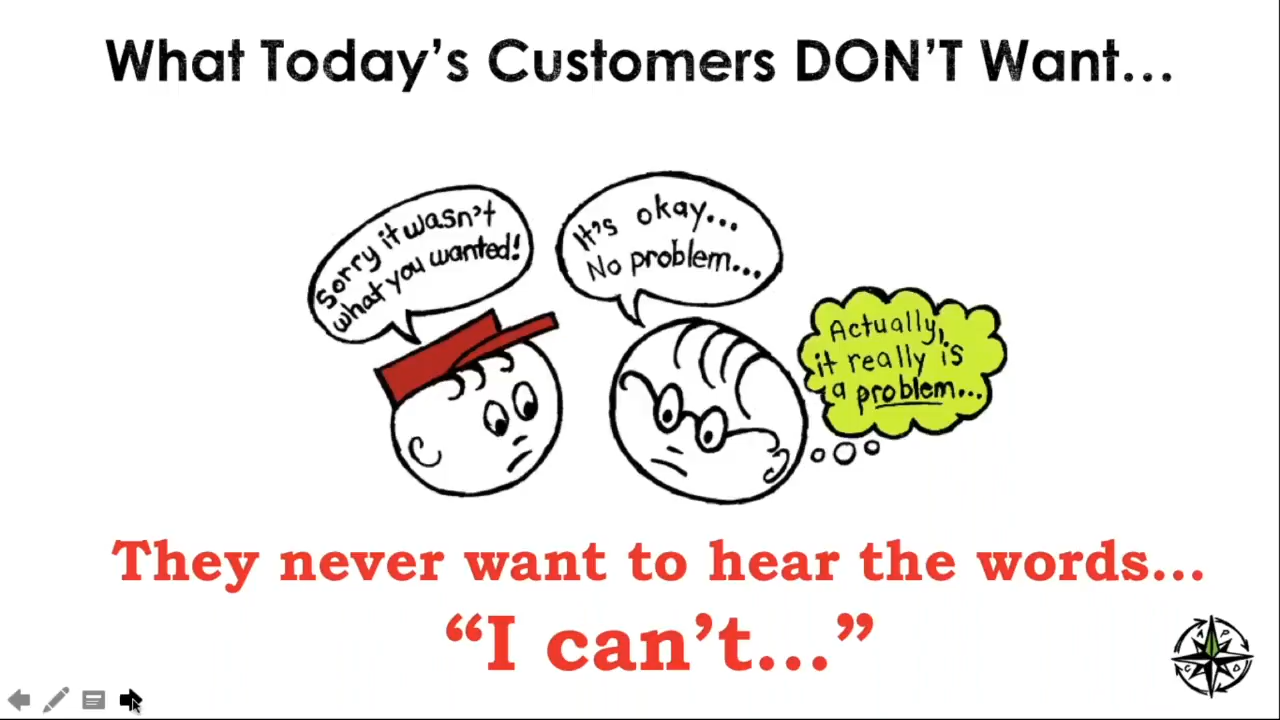 What Today’s Customers DON’T Want…
Sorry it wasn't
what you wanted!
It's okay...
No problem...
Actually,
it really is
a problem...
They never want to hear the words…
“I can’t…”
A P
C D